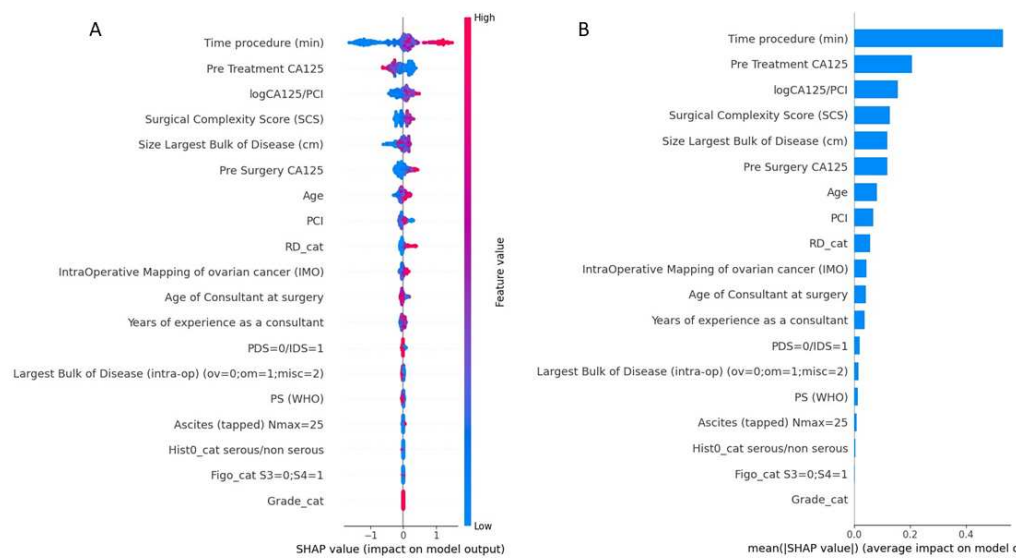 A
High
Time procedure (min)
Pre Treatment CA125
logCA125/PCI
Surgical Complexity Score (SCS)
Size Largest Bulk of Disease (cm)
Pre Surgery CA125
Age
PCI
RD_cat
IntraOperative Mapping of ovarian cancer (IMO)
Age of Consultant at surgery
Years of experience as a consultant
PDS=0/IDS=1
Largest Bulk of Disease (intra-op) (ov=0;om=1;misc=2)
PS (WHO)
Ascites (tapped) Nmax=25
Hist0_cat serous/non serous
Figo_cat S3=0;S4=1
Grade_cat
Feature value
Low
−1 0 1
SHAP value (impact on model output)
B
Time procedure (min)
Pre Treatment CA125
logCA125/PCI
Surgical Complexity Score (SCS)
Size Largest Bulk of Disease (cm)
Pre Surgery CA125
Age
PCI
RD_cat
IntraOperative Mapping of ovarian cancer (IMO)
Age of Consultant at surgery
Years of experience as a consultant
PDS=0/IDS=1
Largest Bulk of Disease (intra-op) (ov=0;om=1;misc=2)
PS (WHO)
Ascites (tapped) Nmax=25
Hist0_cat serous/non serous
Figo_cat S3=0;S4=1
Grade_cat
0.0 0.2 0.4
mean(|SHAP value|) (average impact on model